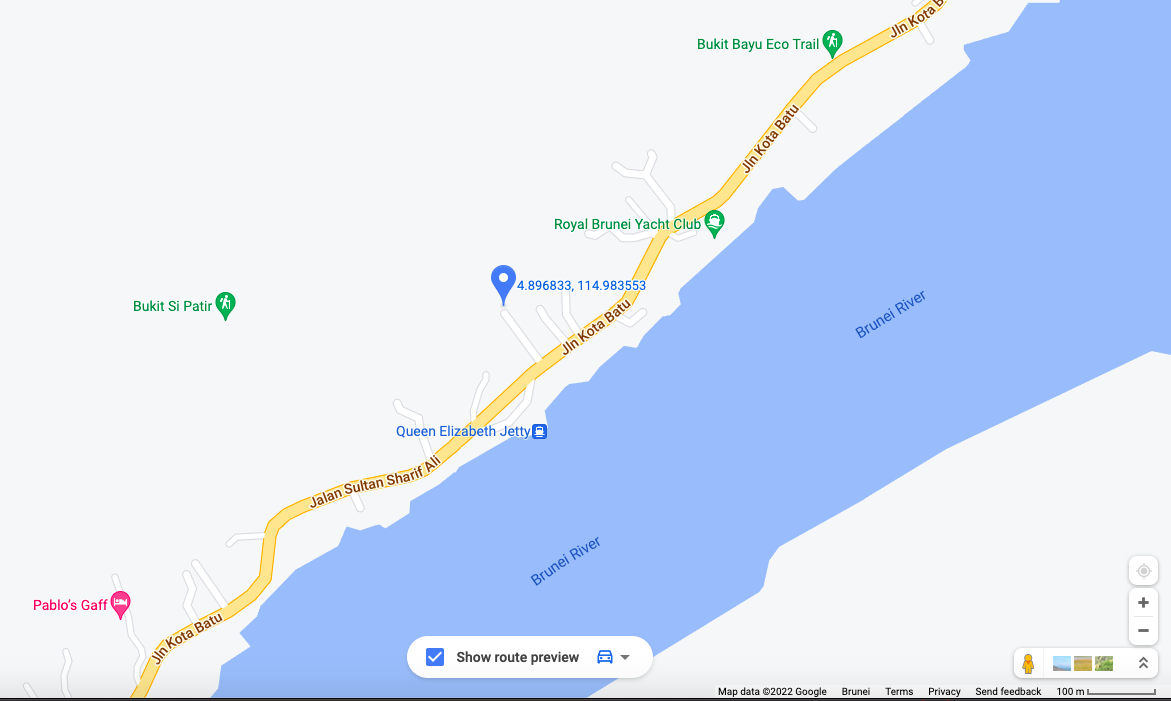 Jln Kota B
Bukit Bayu Eco Trail
Jln Kota Batu
Royal Brunei Yacht Club
4.896833, 114.983553
Bukit Si Patir
Brunei River
Jln Kota Batu
Queen Elizabeth Jetty
Jalan Sultan Sharif Ali
Brunei River
Pablo's Gaff
Jln Kota Batu
Show route preview
Map data ©2022 Google Brunei Terms Privacy Send feedback 100 m